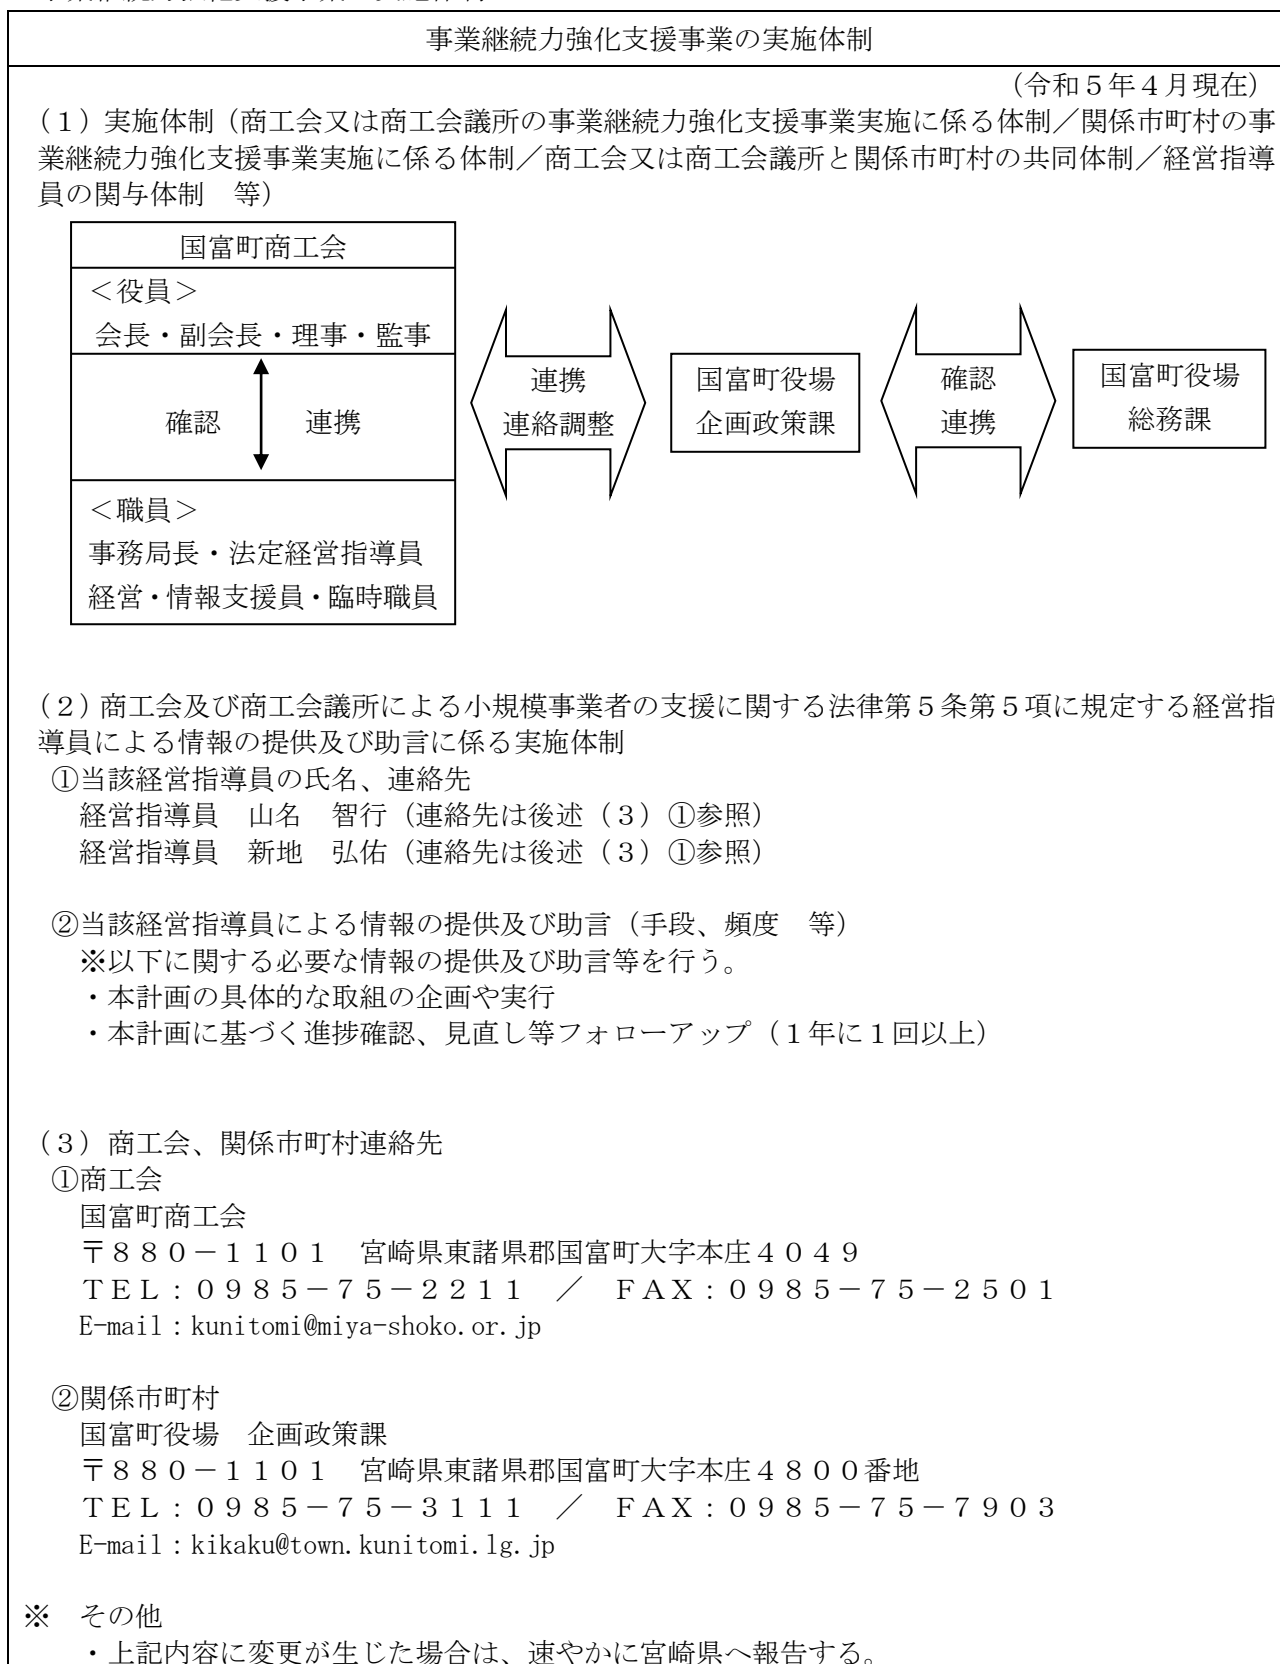 事業継続力強化支援事業の実施体制
（令和５年４月現在）
（１）実施体制（商工会又は商工会議所の事業継続力強化支援事業実施に係る体制／関係市町村の事
業継続力強化支援事業実施に係る体制／商工会又は商工会議所と関係市町村の共同体制／経営指導
員の関与体制　等）
国富町商工会
＜役員＞
会長・副会長・理事・監事
確認　連携
＜職員＞
事務局長・法定経営指導員
経営・情報支援員・臨時職員
連携
連絡調整
国富町役場
企画政策課
確認
連携
国富町役場
総務課
（２）商工会及び商工会議所による小規模事業者の支援に関する法律第５条第５項に規定する経営指
導員による情報の提供及び助言に係る実施体制
①当該経営指導員の氏名、連絡先
経営指導員　山名　智行（連絡先は後述（３）①参照）
経営指導員　新地　弘佑（連絡先は後述（３）①参照）
②当該経営指導員による情報の提供及び助言（手段、頻度　等）
※以下に関する必要な情報の提供及び助言等を行う。
・本計画の具体的な取組の企画や実行
・本計画に基づく進捗確認、見直し等フォローアップ（１年に１回以上）
（３）商工会、関係市町村連絡先
①商工会
国富町商工会
〒８８０－１１０１　宮崎県東諸県郡国富町大字本庄４０４９
ＴＥＬ：０９８５－７５－２２１１　／　ＦＡＸ：０９８５－７５－２５０１
E-mail：kunitomi@miya-shoko.or.jp
②関係市町村
国富町役場　企画政策課
〒８８０－１１０１　宮崎県東諸県郡国富町大字本庄４８００番地
ＴＥＬ：０９８５－７５－３１１１　／　ＦＡＸ：０９８５－７５－７９０３
E-mail：kikaku@town.kunitomi.lg.jp
※　その他
・上記内容に変更が生じた場合は、速やかに宮崎県へ報告する。